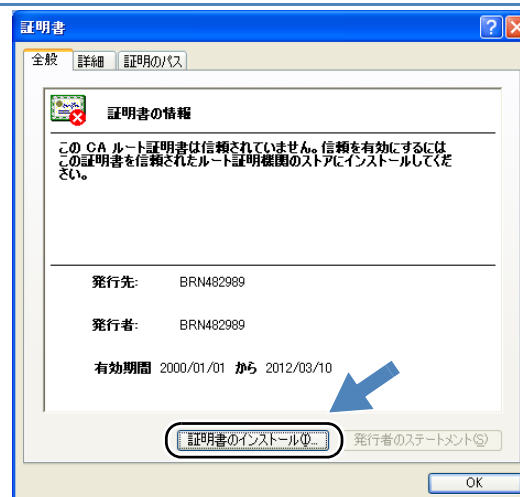 証明書
全般 詳細 証明のパス
証明書の情報
この CA ルート証明書は信頼されていません。信頼を有効にするには
この証明書を信頼されたルート証明機関のストアにインストールしてくだ
さい。
発行先: BRN482989
発行者: BRN482989
有効期間 2000/01/01 から 2012/03/10
証明書のインストール(I)... 発行者のステートメント(S)
OK